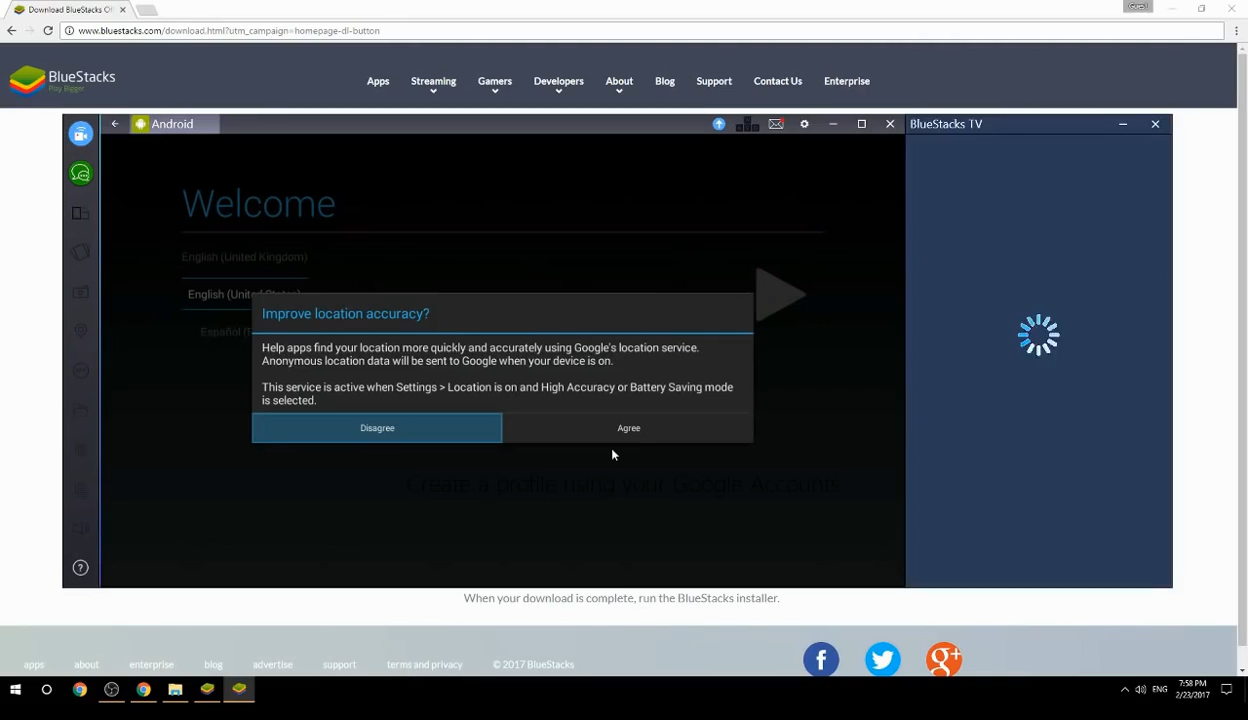 Download BlueStacks Of
Guest
www.bluestacks.com/download.html?utm_campaign=homepage-dl-button
BlueStacks
Play Bigger
Apps
Streaming
Gamers
Developers
About
Blog
Support
Contact Us
Enterprise
Android
BlueStacks TV
Welcome
English (United Kingdom)
English (United States)
Español (
Improve location accuracy?
Help apps find your location more quickly and accurately using Google's location service.
Anonymous location data will be sent to Google when your device is on.
This service is active when Settings > Location is on and High Accuracy or Battery Saving mode
is selected.
Disagree
Agree
Create a profile using your Google Accounts
When your download is complete, run the BlueStacks installer.
apps
about
enterprise
blog
advertise
support
terms and privacy
© 2017 BlueStacks
ENG
7:58 PM
2/23/2017